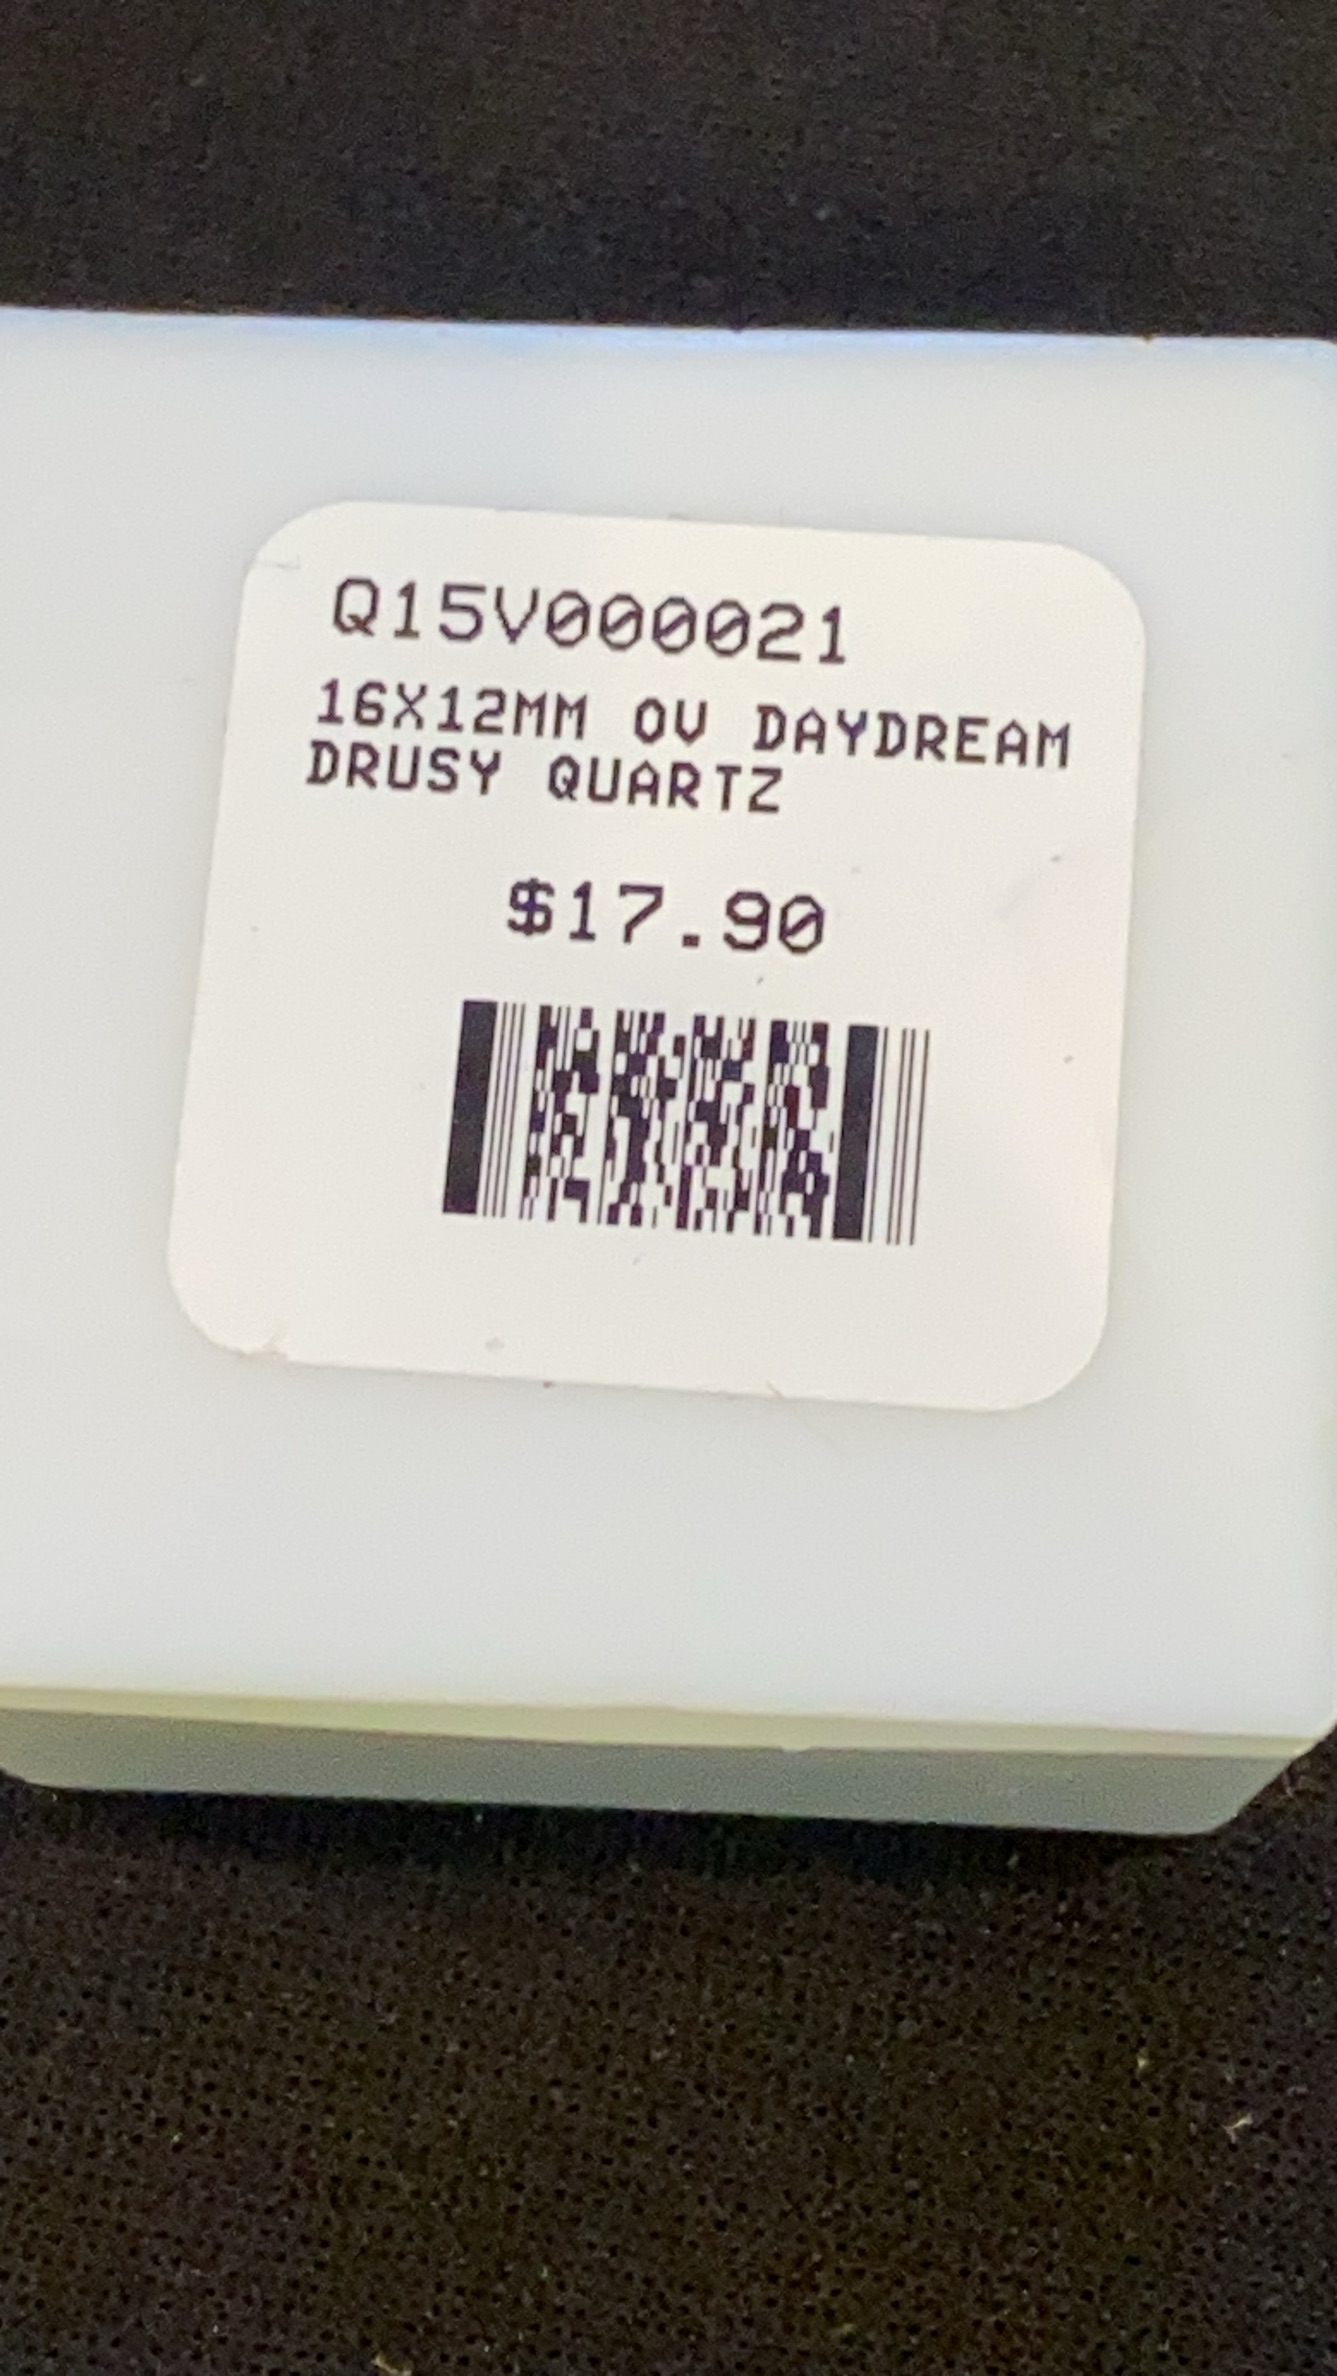 Q15V000021
16X12MM OV DAYDREAM
DRUSY QUARTZ
$17.90